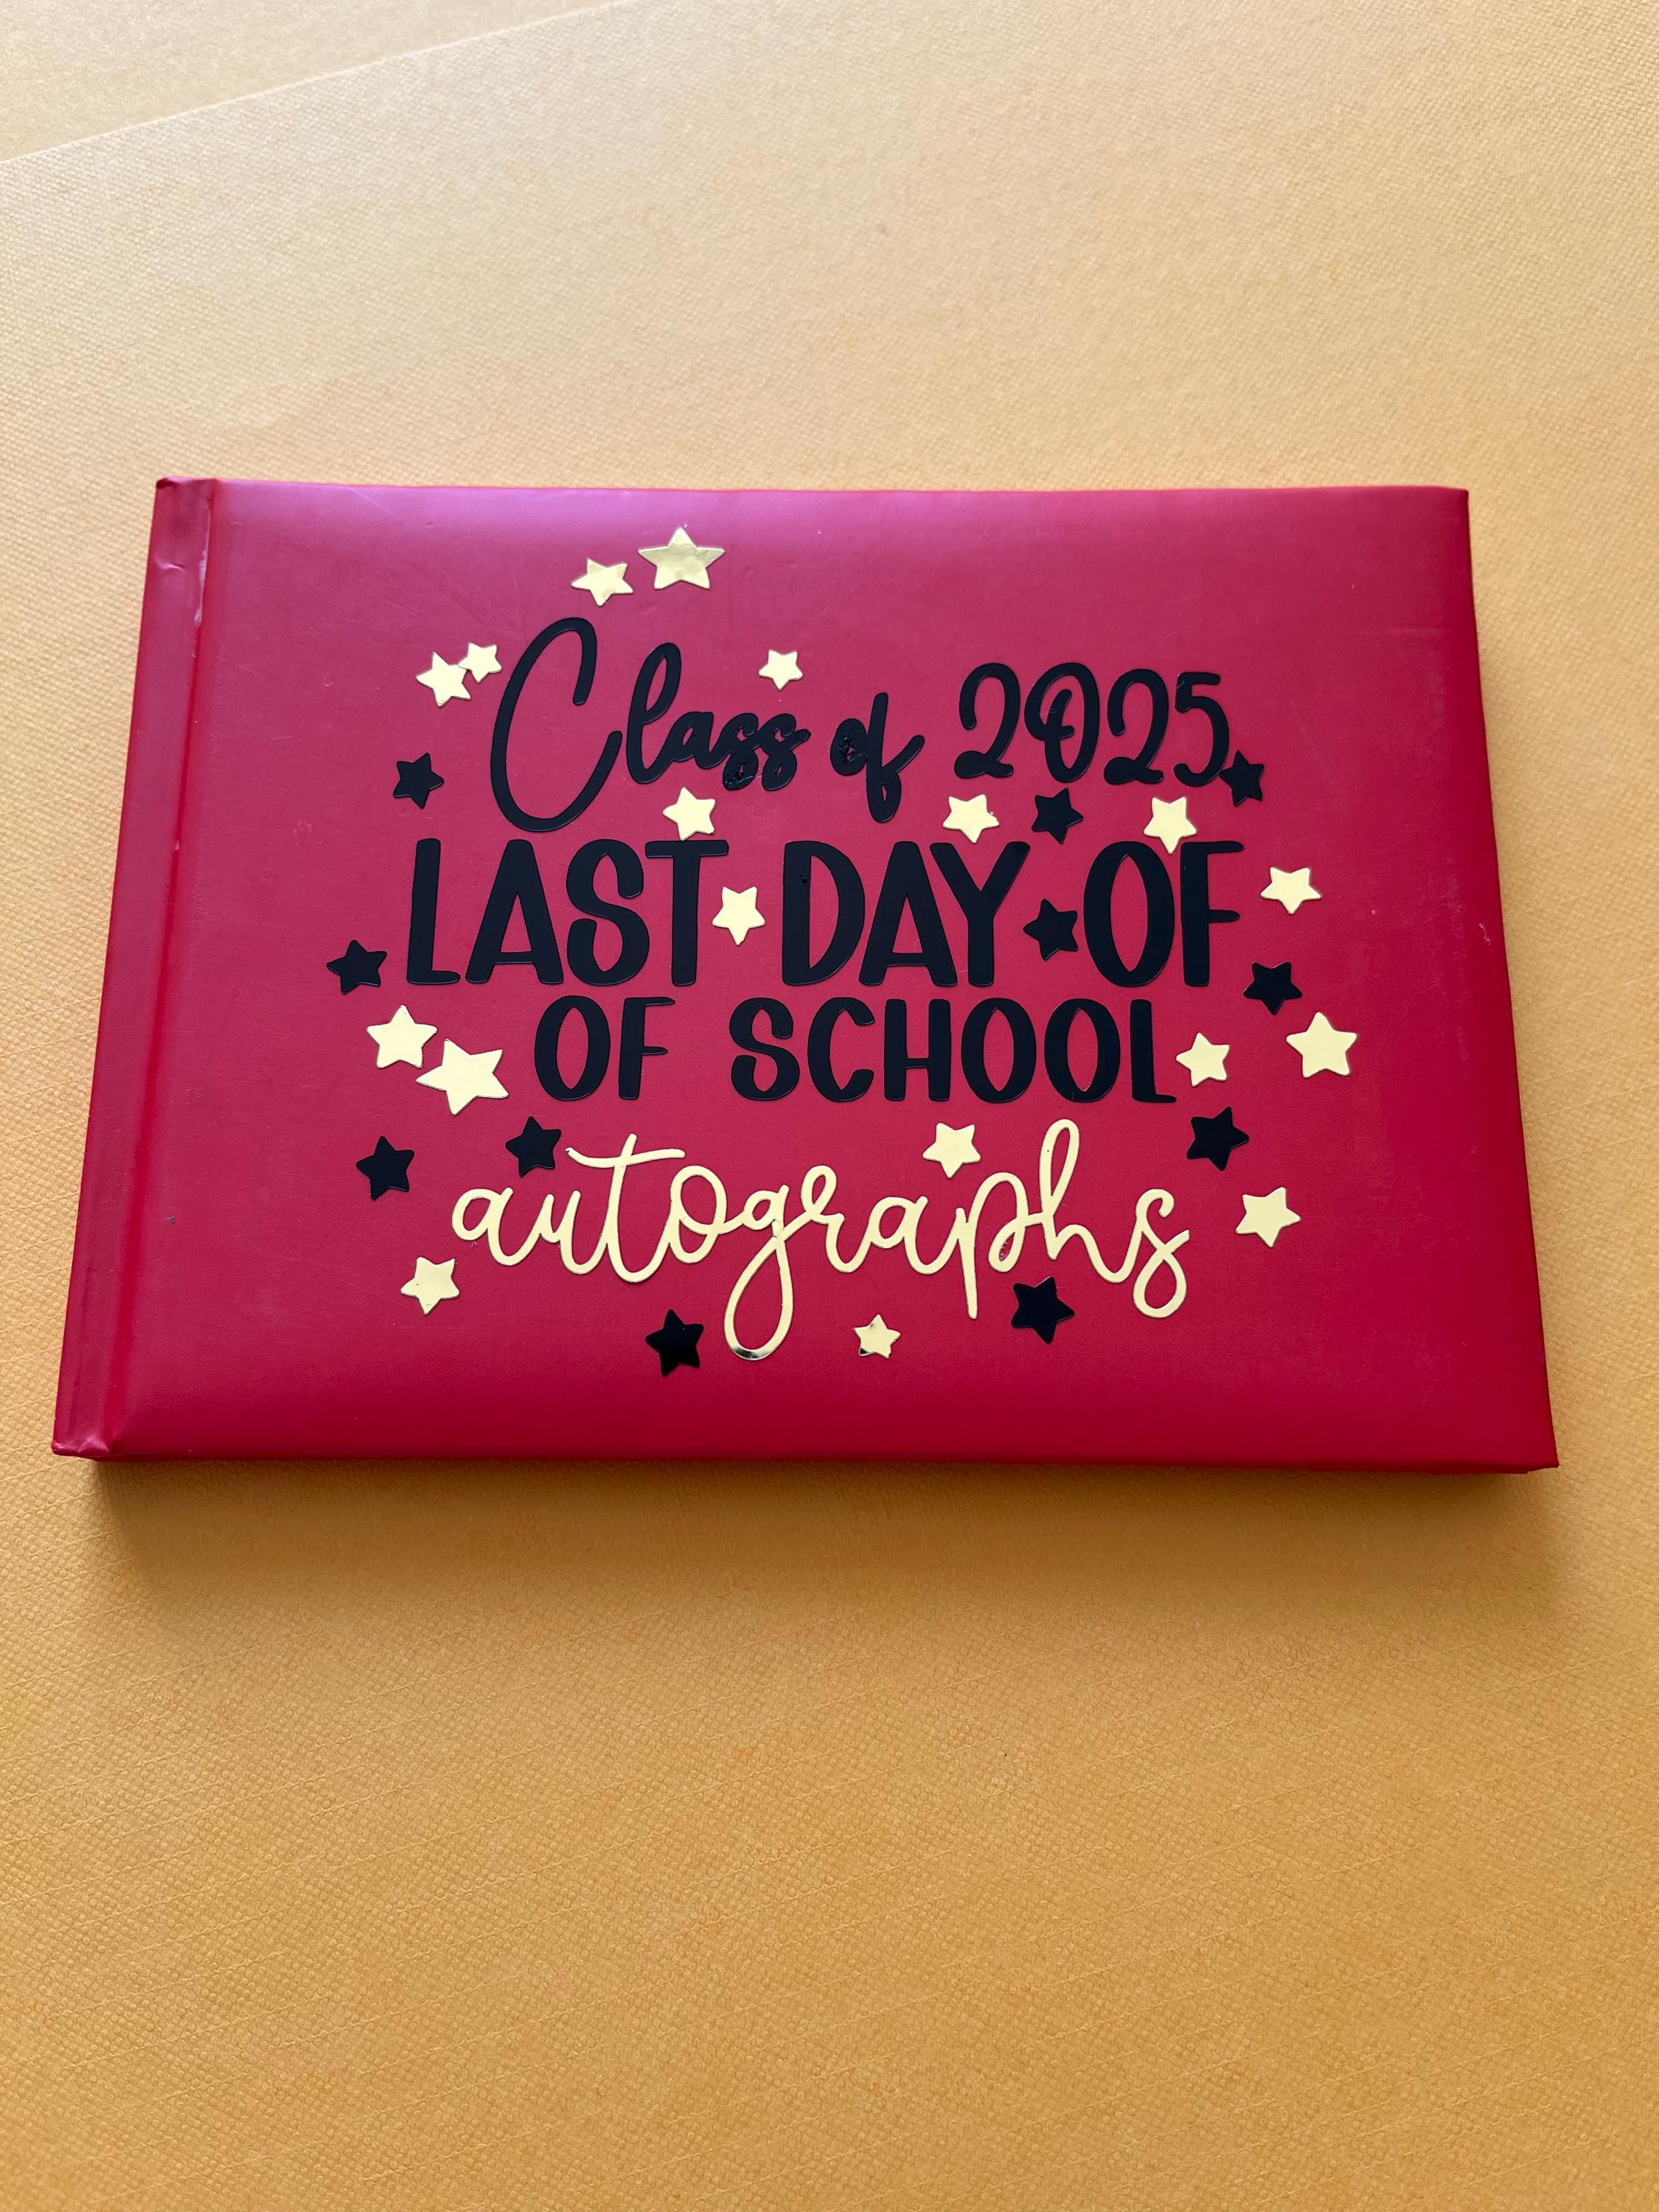 Class of 2025
LAST DAY OF
OF SCHOOL
autographs